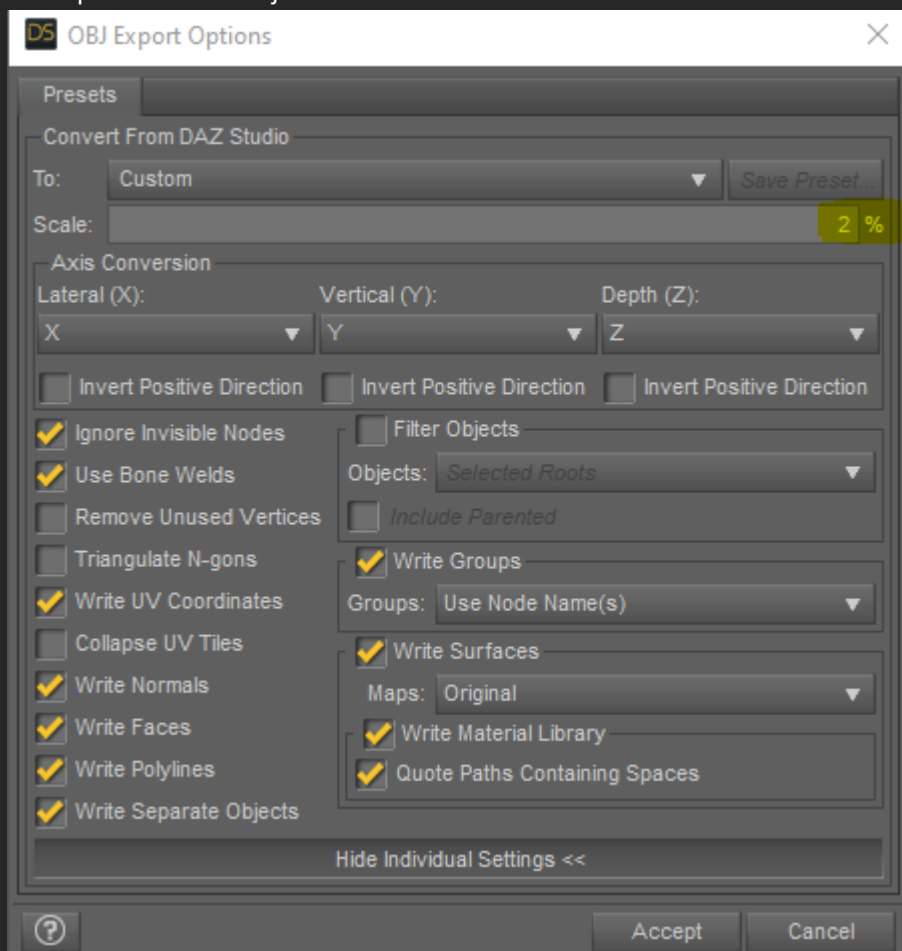 DS OBJ Export Options
Presets
Convert From DAZ Studio
To: Custom Save Preset...
Scale: 2 %
Axis Conversion
Lateral (X): Vertical (Y): Depth (Z):
X Y Z
Invert Positive Direction Invert Positive Direction Invert Positive Direction
Ignore Invisible Nodes
Use Bone Welds
Remove Unused Vertices
Triangulate N-gons
Write UV Coordinates
Collapse UV Tiles
Write Normals
Write Faces
Write Polylines
Write Separate Objects
Filter Objects
Objects: Selected Roots
Include Parented
Write Groups
Groups: Use Node Name(s)
Write Surfaces
Maps: Original
Write Material Library
Quote Paths Containing Spaces
Hide Individual Settings <<
? Accept Cancel